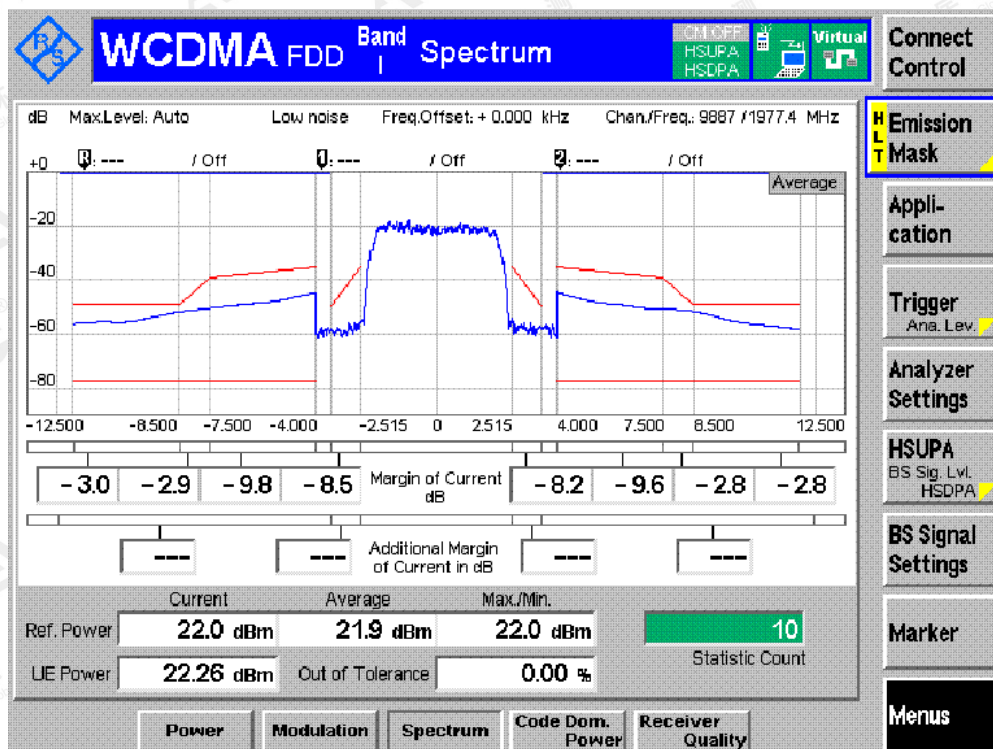 R S
WCDMA FDD Band I Spectrum
CH OFF
HSUPA
HSDPA
Virtual
Connect Control
dB Max.Level: Auto Low noise Freq.Offset: + 0.000 kHz Chan./Freq.: 9887 / 1977.4 MHz
HLT Emission Mask
R : --- / Off 1 : --- / Off 2 : --- / Off
Average
+0
-20
-40
-60
-80
-12.500 -8.500 -7.500 -4.000 -2.515 0 2.515 4.000 7.500 8.500 12.500
-3.0 -2.9 -9.8 -8.5 Margin of Current dB -8.2 -9.6 -2.8 -2.8
--- --- Additional Margin of Current in dB --- ---
Current Average Max./Min.
Ref. Power 22.0 dBm 21.9 dBm 22.0 dBm 10
Statistic Count
UE Power 22.26 dBm Out of Tolerance 0.00 %
Appli-
cation
Trigger
Ana. Lev.
Analyzer
Settings
HSUPA
BS Sig. Lvl.
HSDPA
BS Signal
Settings
Marker
Menus
Power Modulation Spectrum Code Dom. Power Receiver Quality